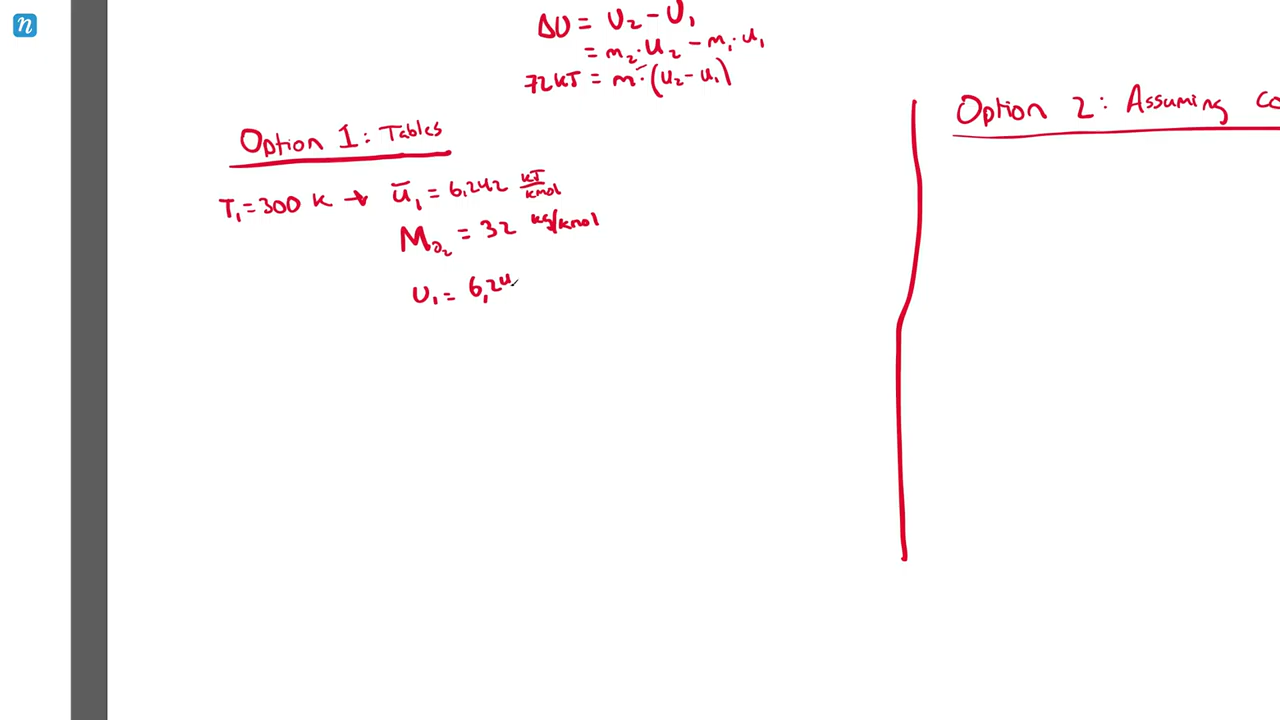 n
ΔU = U₂ - U₁
= m₂·u₂ - m₁·u₁
72kJ = m·(u₂-u₁)
Option 1: Tables
T₁=300 K → ū₁ = 6,242 kJ/kmol
M_O₂ = 32 kg/kmol
u₁ = 6,24
Option 2: Assuming Co